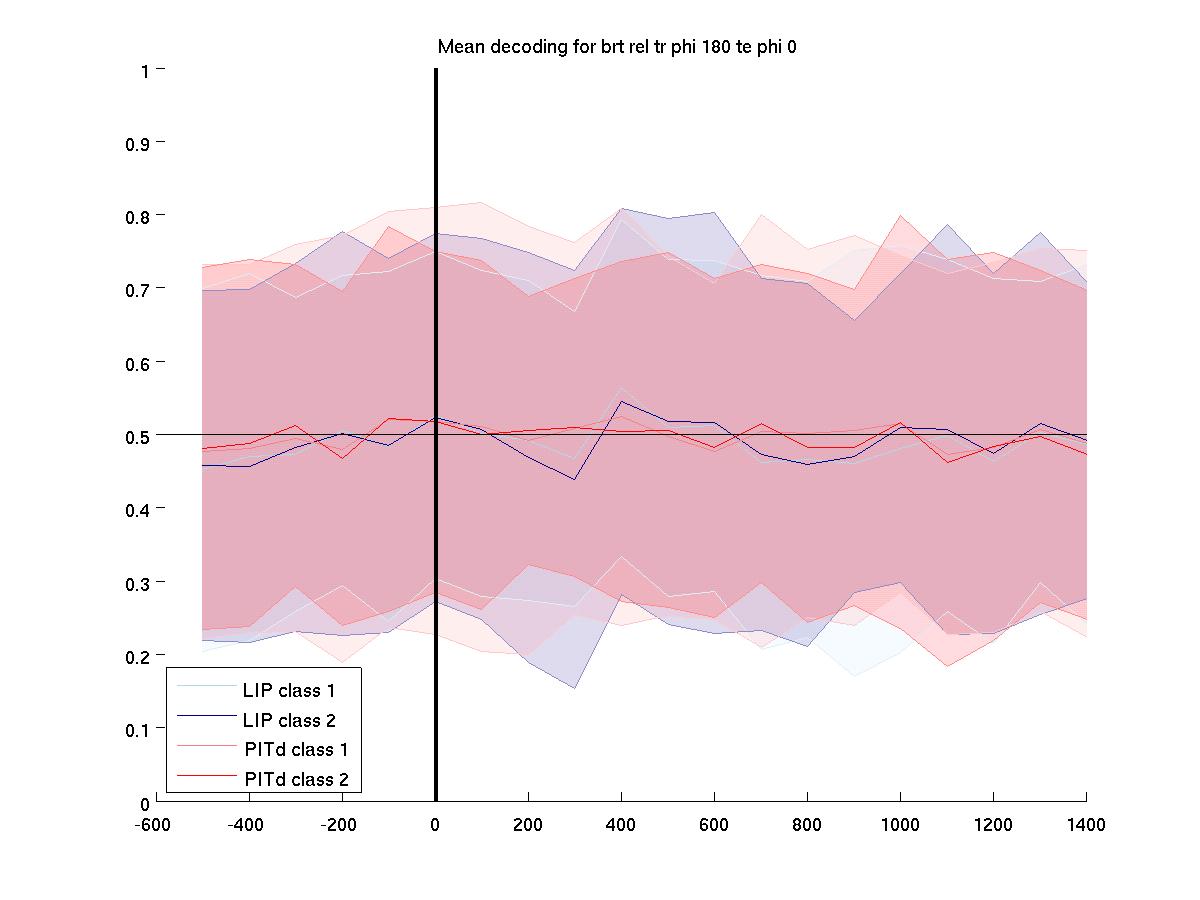 Mean decoding for brt rel tr phi 180 te phi 0
1
0.9
0.8
0.7
0.6
0.5
0.4
0.3
0.2
0.1
0
LIP class 1
LIP class 2
PITd class 1
PITd class 2
-600 -400 -200 0 200 400 600 800 1000 1200 1400